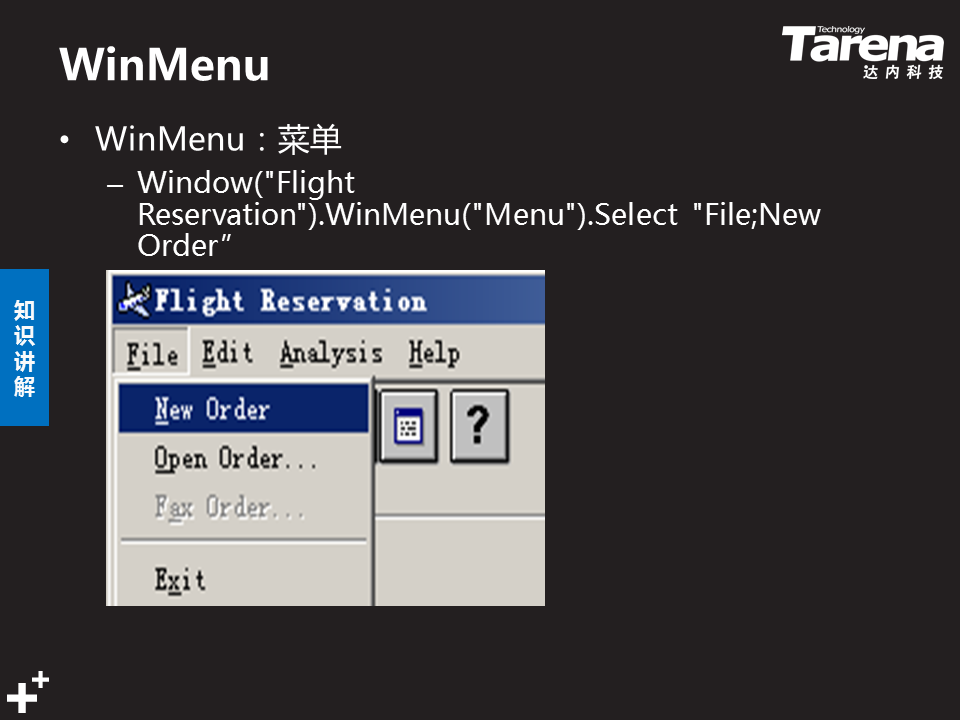 WinMenu
Technology
Tarena
达内科技
• WinMenu：菜单
– Window("Flight
Reservation").WinMenu("Menu").Select "File;New
Order”
知
识
讲
解
Flight Reservation
File Edit Analysis Help
New Order
?
Open Order...
Fax Order...
Exit